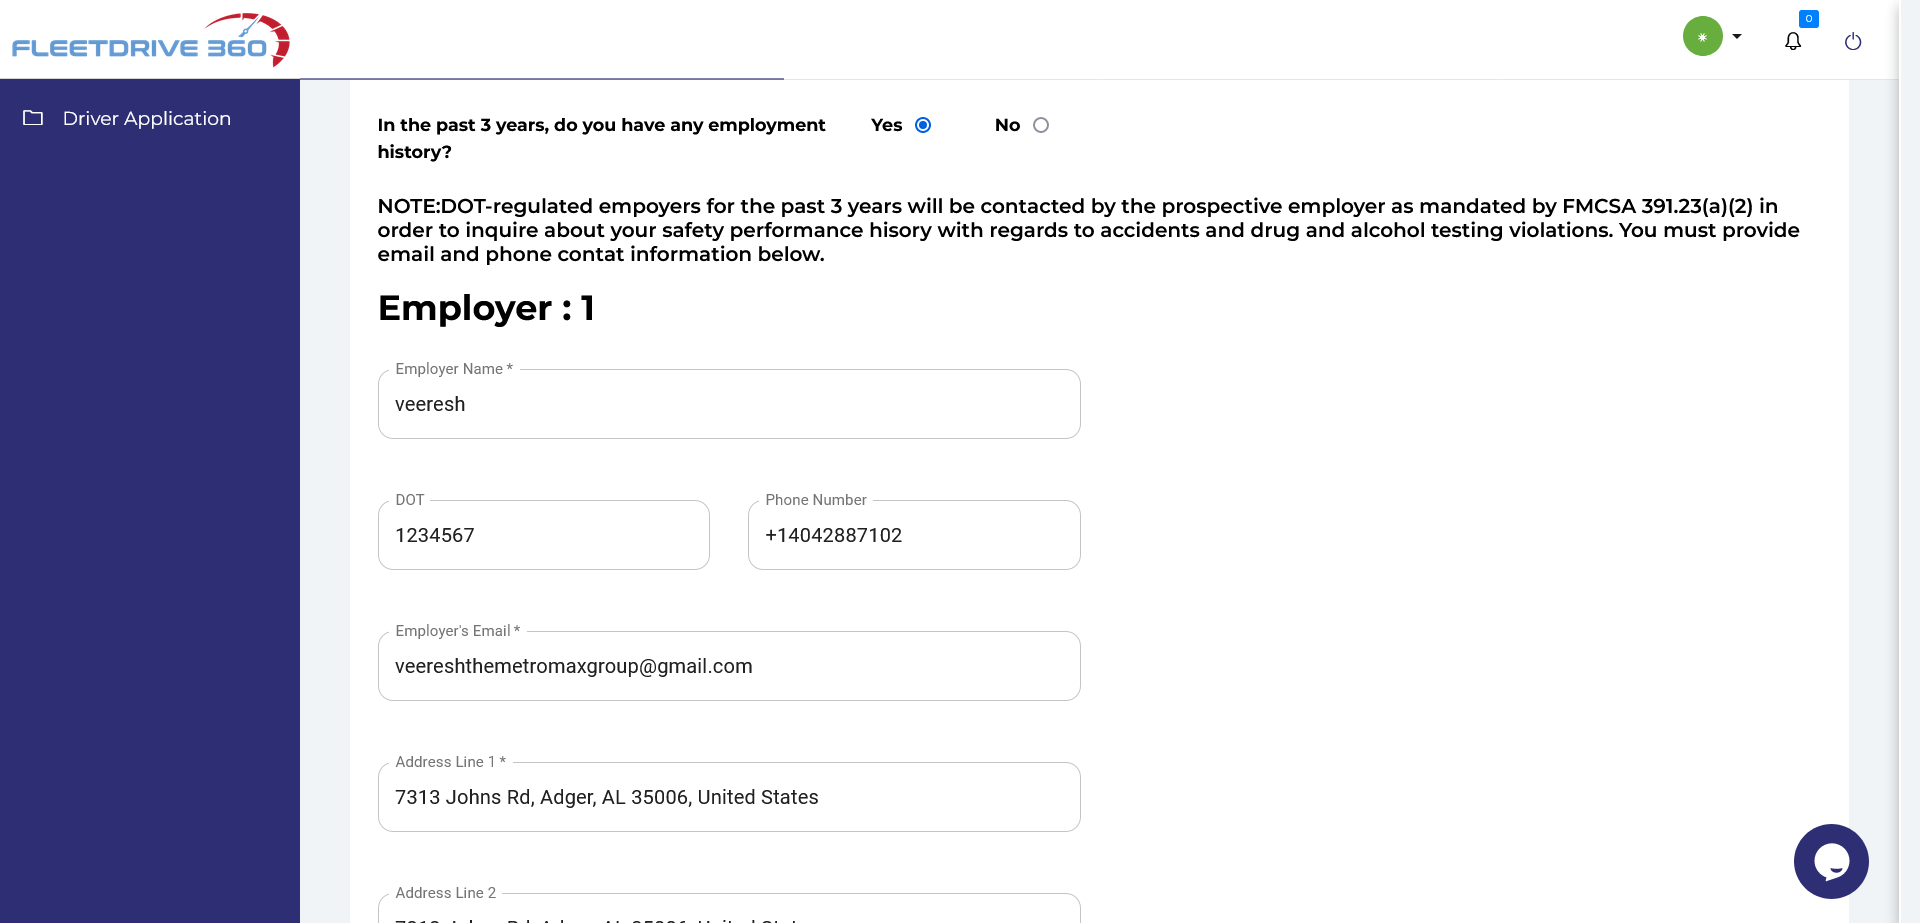 FLEETDRIVE 360
0
Driver Application
In the past 3 years, do you have any employment
history?
Yes
No
NOTE:DOT-regulated empoyers for the past 3 years will be contacted by the prospective employer as mandated by FMCSA 391.23(a)(2) in
order to inquire about your safety performance hisory with regards to accidents and drug and alcohol testing violations. You must provide
email and phone contat information below.
Employer : 1
Employer Name *
veeresh
DOT
1234567
Phone Number
+14042887102
Employer's Email *
veereshthemetromaxgroup@gmail.com
Address Line 1 *
7313 Johns Rd, Adger, AL 35006, United States
Address Line 2